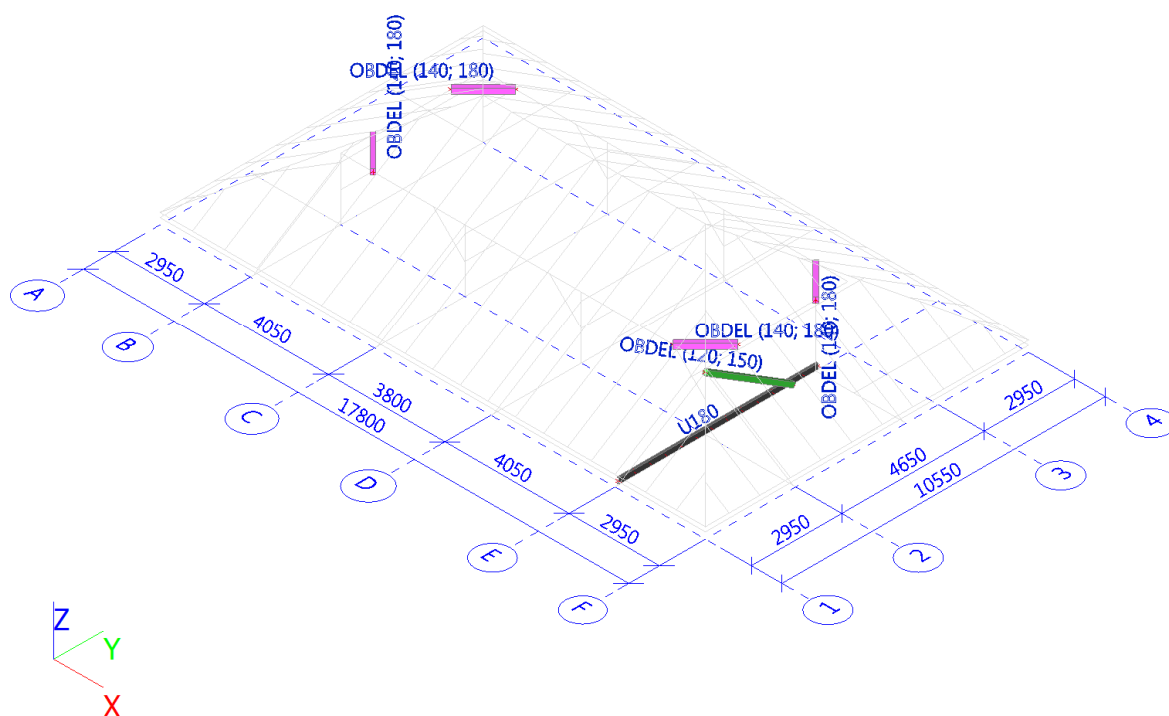 OBDEL (140; 180)
OBDEL (140; 180)
OBDEL (140; 180)
OBDEL (140; 180)
OBDEL (120; 150)
U180
2950
4050
3800
17800
4050
2950
2950
4650
10550
2950
A
B
C
D
E
F
1
2
3
4
Z
Y
X